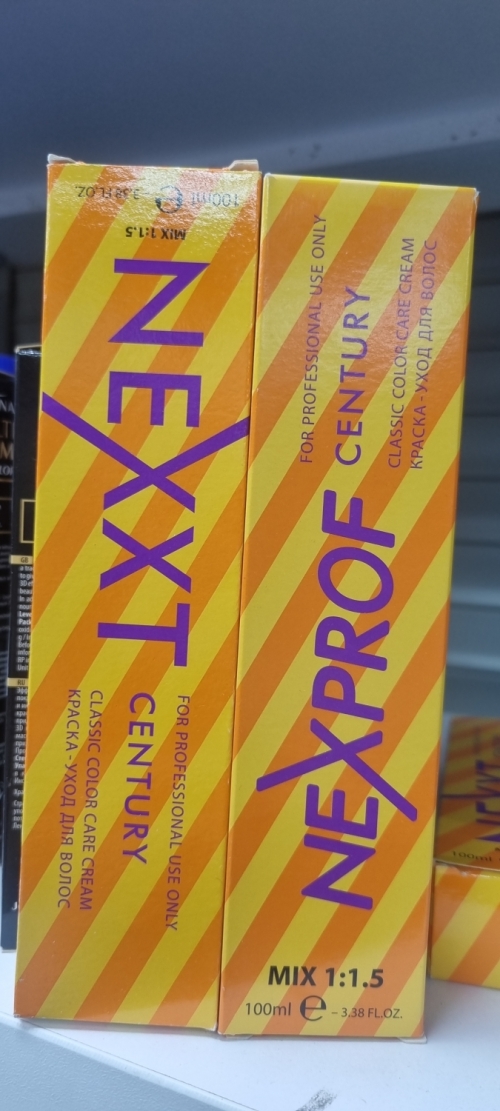 NEXXT
CENTURY
FOR PROFESSIONAL USE ONLY
CLASSIC COLOR CARE CREAM
КРАСКА-УХОД ДЛЯ ВОЛОС
MIX 1:1.5
100ml e – 3.38 FL.OZ.
NEXPROF
CENTURY
FOR PROFESSIONAL USE ONLY
CLASSIC COLOR CARE CREAM
КРАСКА-УХОД ДЛЯ ВОЛОС
MIX 1:1.5
100ml e – 3.38 FL.OZ.
NEXXT
100ml